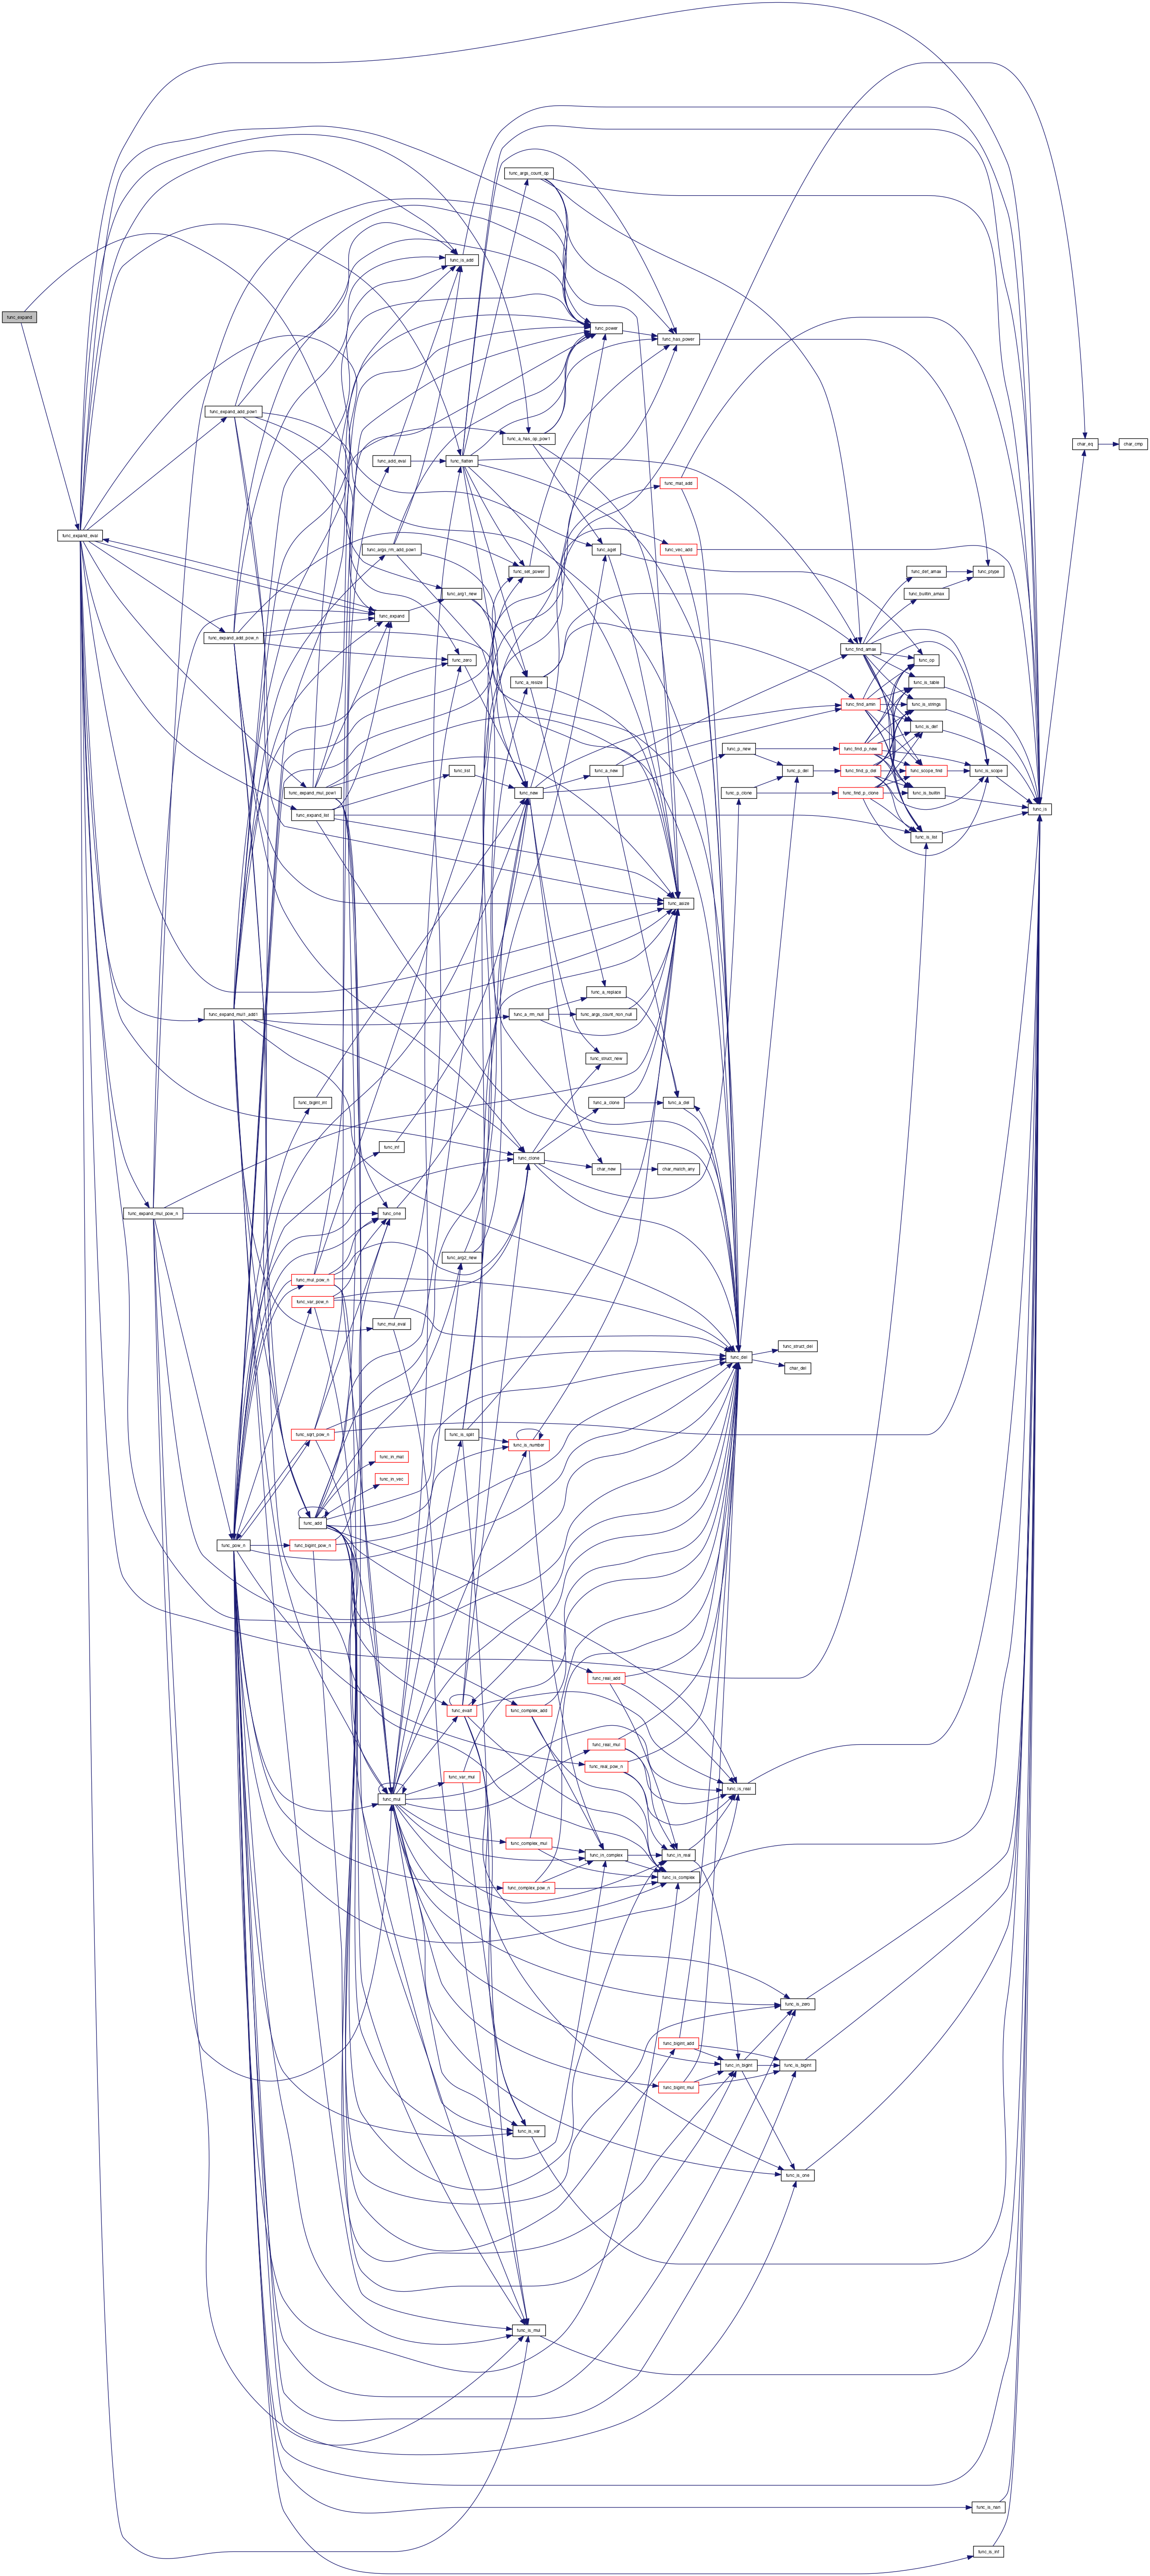 func_args_count_op
func_is_add
func_expand
func_power
func_has_power
func_expand_add_pow1
func_a_has_op_pow1
char_eq
char_cmp
func_add_eval
func_flatten
func_mat_add
func_expand_eval
func_args_rm_add_pow1
func_aget
func_vec_add
func_set_power
func_def_amax
func_ptype
func_arg1_new
func_builtin_amax
func_expand
func_expand_add_pow_n
func_find_amax
func_zero
func_op
func_a_resize
func_is_table
func_find_amin
func_is_strings
func_is_def
func_p_new
func_find_p_new
func_list
func_a_new
func_p_del
func_find_p_del
func_scope_find
func_is_scope
func_expand_mul_pow1
func_new
func_p_clone
func_find_p_clone
func_is_builtin
func_expand_list
func_is
func_is_list
func_asize
func_a_replace
func_expand_mul1_add1
func_a_rm_null
func_args_count_non_null
func_struct_new
func_bigint_int
func_a_clone
func_a_del
func_inf
func_clone
char_new
char_match_any
func_expand_mul_pow_n
func_one
func_arg2_new
func_mul_pow_n
func_var_pow_n
func_mul_eval
func_struct_del
func_del
char_del
func_sqrt_pow_n
func_is_split
func_is_number
func_in_mat
func_in_vec
func_add
func_pow_n
func_bigint_pow_n
func_real_add
func_evalf
func_complex_add
func_real_mul
func_real_pow_n
func_var_mul
func_is_real
func_mul
func_complex_mul
func_in_complex
func_in_real
func_is_complex
func_complex_pow_n
func_is_zero
func_bigint_add
func_in_bigint
func_is_bigint
func_bigint_mul
func_is_var
func_is_one
func_is_mul
func_is_nan
func_is_inf